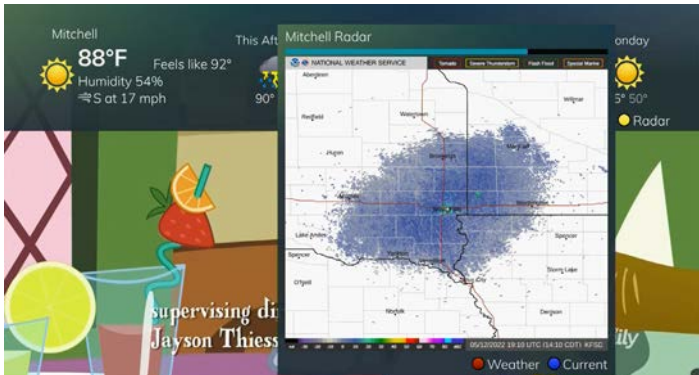 Mitchell
88°F
Feels like 92°
Humidity 54%
S at 17 mph
This Aft
90°
Mitchell Radar
NATIONAL WEATHER SERVICE
Tornado
Severe Thunderstorm
Flash Flood
Special Marine
Aberdeen
Redfield
Watertown
Willmar
Huron
Brookings
Marshall
Mitchell
Worthington
Lake Andes
Spencer
Spencer
Storm Lake
O'Neill
Sioux City
Norfolk
Denison
05/12/2022 19:10 UTC (14:10 CDT) KFSD
Weather
Current
onday
5° 50°
Radar
supervising di
Jayson Thiess